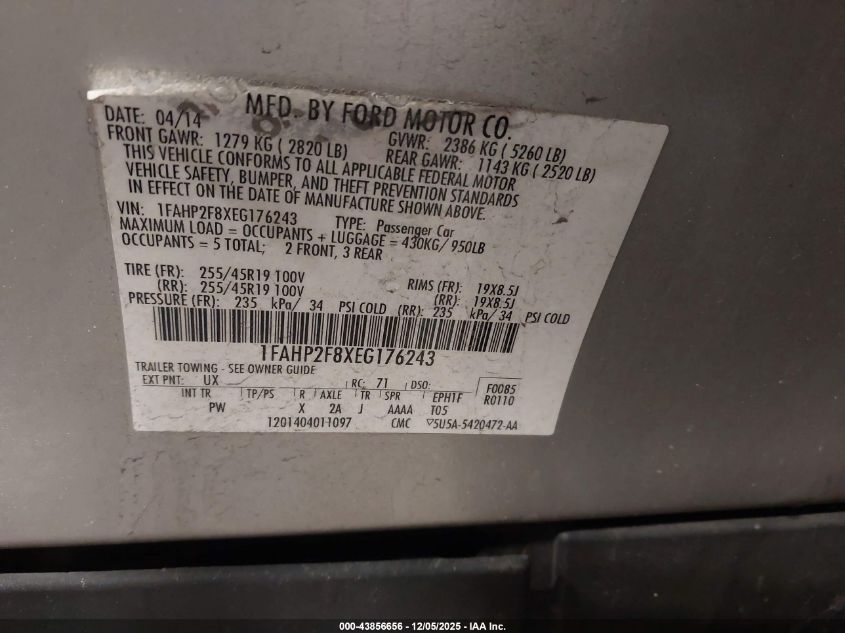 MFD. BY FORD MOTOR CO.
DATE: 04/14 GVWR: 2386 KG ( 5260 LB)
FRONT GAWR: 1279 KG ( 2820 LB) REAR GAWR: 1143 KG ( 2520 LB)
THIS VEHICLE CONFORMS TO ALL APPLICABLE FEDERAL MOTOR
VEHICLE SAFETY, BUMPER, AND THEFT PREVENTION STANDARDS
IN EFFECT ON THE DATE OF MANUFACTURE SHOWN ABOVE.
VIN: 1FAHP2F8XEG176243 TYPE: Passenger Car
MAXIMUM LOAD = OCCUPANTS + LUGGAGE = 430KG/ 950LB
OCCUPANTS = 5 TOTAL; 2 FRONT, 3 REAR
TIRE (FR): 255/45R19 100V RIMS (FR): 19X8.5J
(RR): 255/45R19 100V (RR): 19X8.5J
PRESSURE (FR): 235 kPa/ 34 PSI COLD (RR): 235 kPa/ 34 PSI COLD
1FAHP2F8XEG176243
TRAILER TOWING - SEE OWNER GUIDE
EXT PNT: UX RC: 71 DSO: F0085
INT TR TP/PS R AXLE TR SPR EPH1F R0110
PW X 2A J AAAA T05
1201404011097 CMC ▽5U5A-5420472-AA
000-43856656 - 12/05/2025 - IAA Inc.